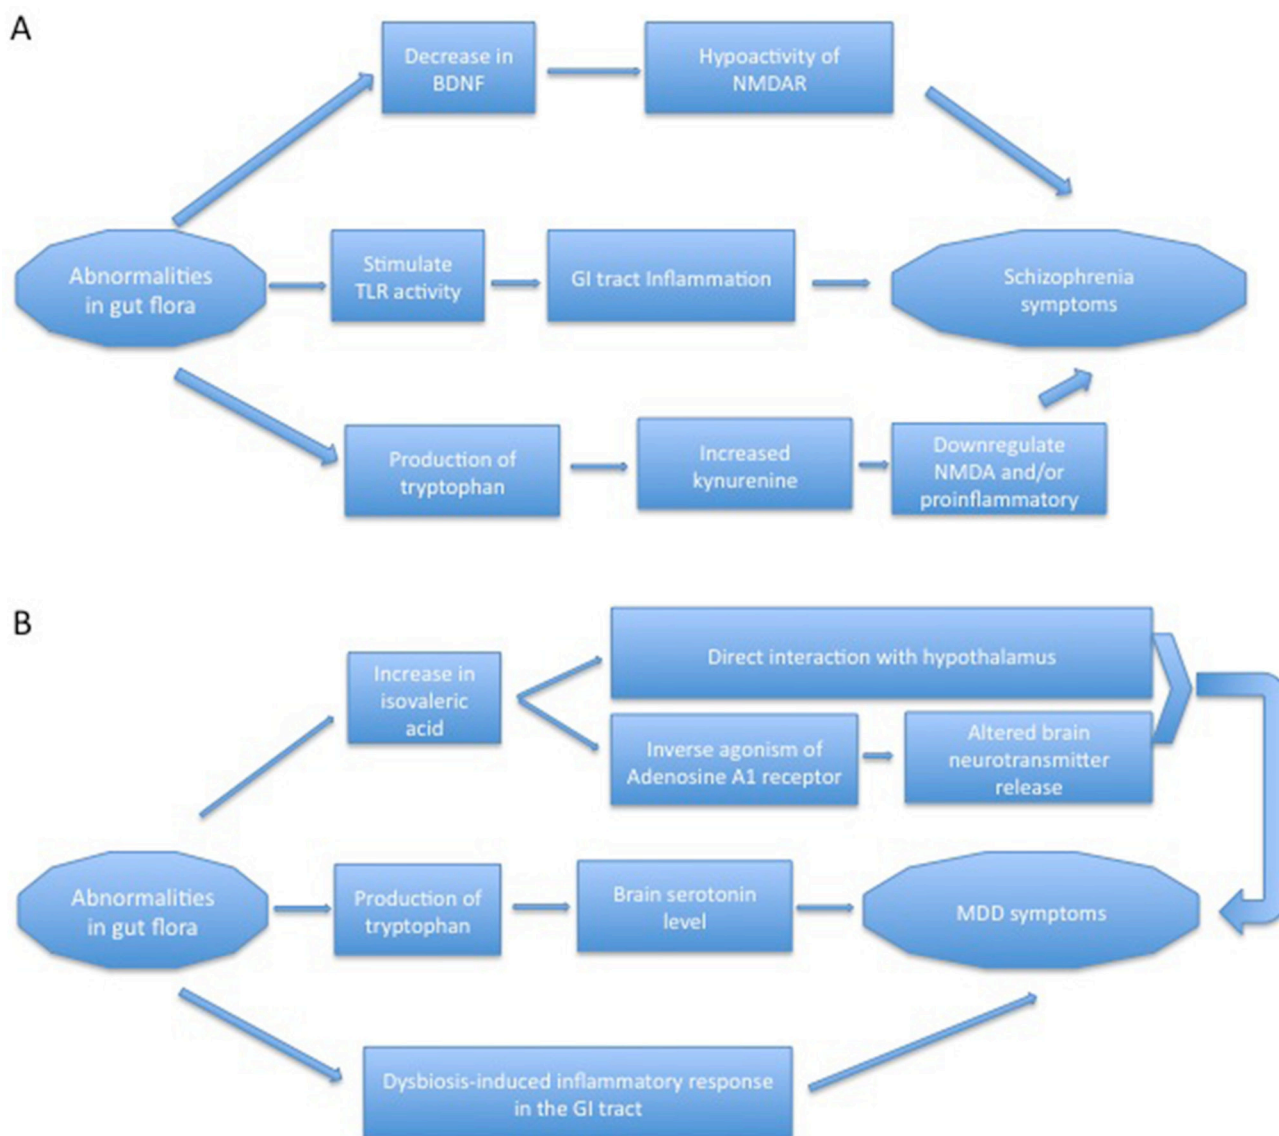 A
Decrease in
BDNF
Hypoactivity of
NMDAR
Abnormalities
in gut flora
Stimulate
TLR activity
GI tract Inflammation
Schizophrenia
symptoms
Production of
tryptophan
Increased
kynurenine
Downregulate
NMDA and/or
proinflammatory
B
Increase in
isovaleric
acid
Direct interaction with hypothalamus
Inverse agonism of
Adenosine A1 receptor
Altered brain
neurotransmitter
release
Abnormalities
in gut flora
Production of
tryptophan
Brain serotonin
level
MDD symptoms
Dysbiosis-induced inflammatory response
in the GI tract